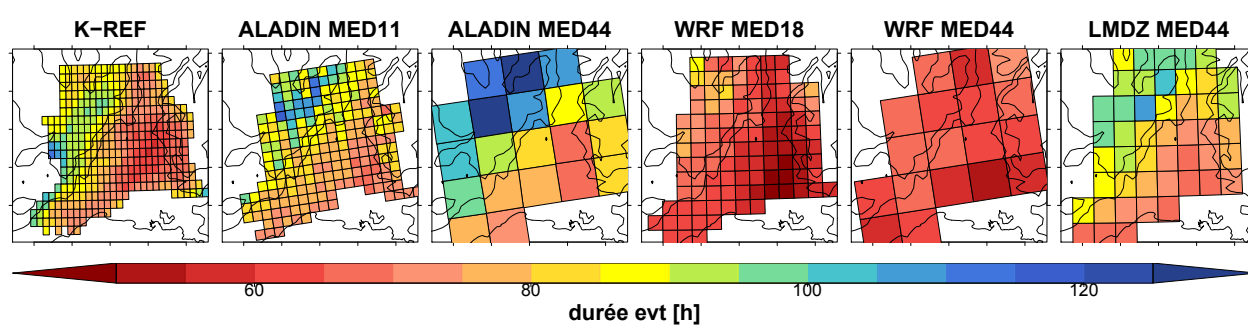 K−REF ALADIN MED11 ALADIN MED44 WRF MED18 WRF MED44 LMDZ MED44
60 80 100 120
durée evt [h]